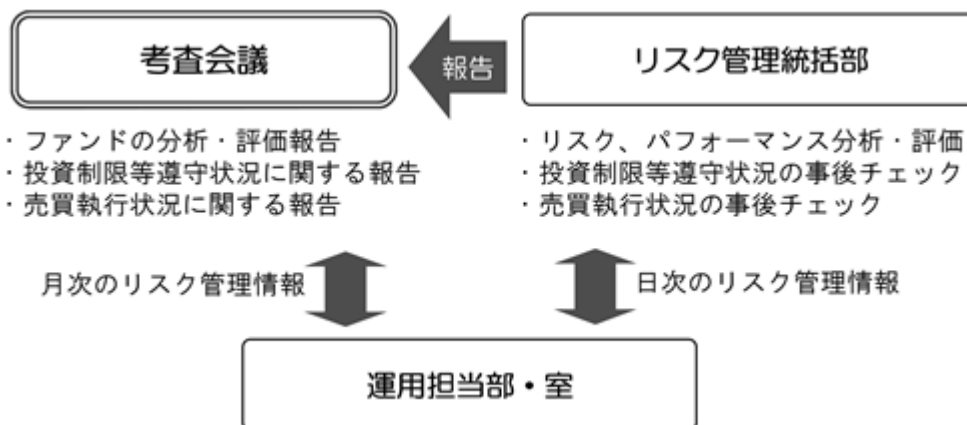 考査会議
報告
リスク管理統括部
・ファンドの分析・評価報告
・投資制限等遵守状況に関する報告
・売買執行状況に関する報告
・リスク、パフォーマンス分析・評価
・投資制限等遵守状況の事後チェック
・売買執行状況の事後チェック
月次のリスク管理情報
日次のリスク管理情報
運用担当部・室